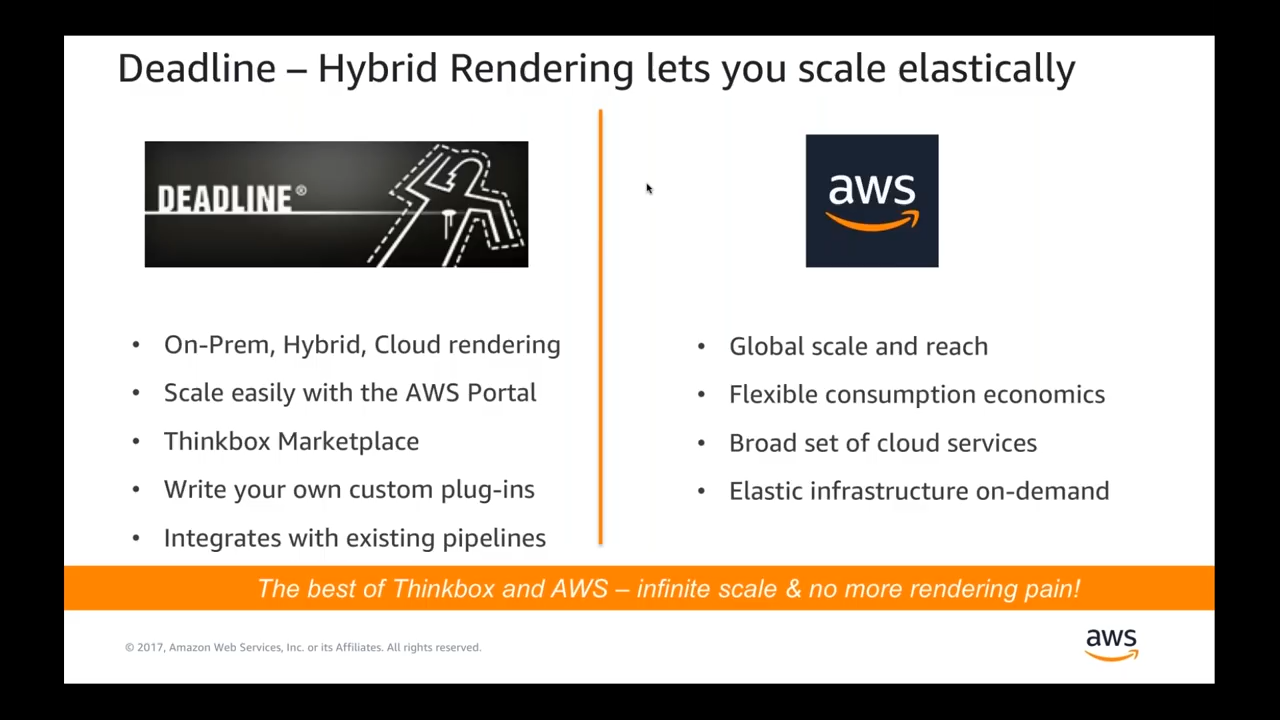 Deadline – Hybrid Rendering lets you scale elastically
DEADLINE®
• On-Prem, Hybrid, Cloud rendering
• Scale easily with the AWS Portal
• Thinkbox Marketplace
• Write your own custom plug-ins
• Integrates with existing pipelines
aws
• Global scale and reach
• Flexible consumption economics
• Broad set of cloud services
• Elastic infrastructure on-demand
The best of Thinkbox and AWS – infinite scale & no more rendering pain!
© 2017, Amazon Web Services, Inc. or its Affiliates. All rights reserved.
aws